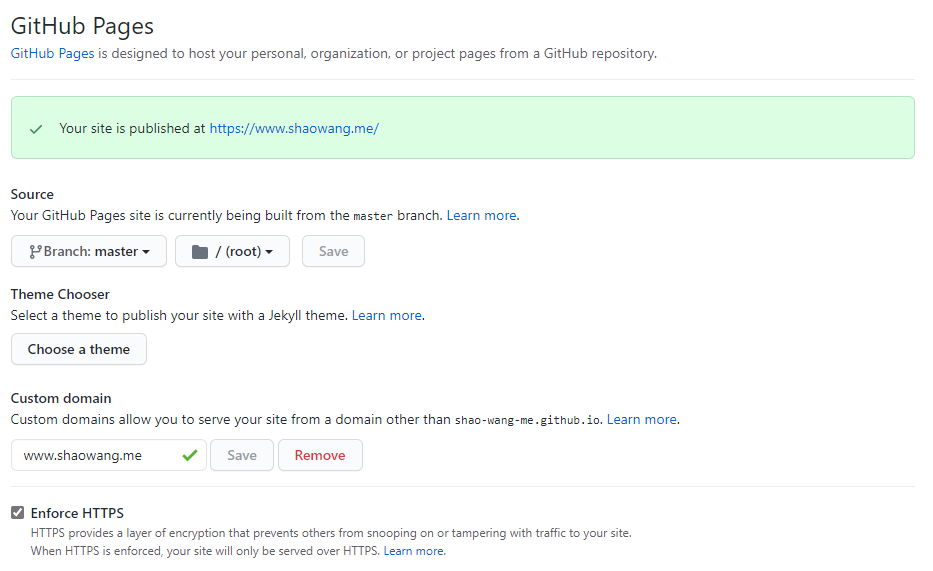 GitHub Pages
GitHub Pages is designed to host your personal, organization, or project pages from a GitHub repository.
Your site is published at https://www.shaowang.me/
Source
Your GitHub Pages site is currently being built from the master branch. Learn more.
Branch: master / (root) Save
Theme Chooser
Select a theme to publish your site with a Jekyll theme. Learn more.
Choose a theme
Custom domain
Custom domains allow you to serve your site from a domain other than shao-wang-me.github.io. Learn more.
www.shaowang.me Save Remove
Enforce HTTPS
HTTPS provides a layer of encryption that prevents others from snooping on or tampering with traffic to your site.
When HTTPS is enforced, your site will only be served over HTTPS. Learn more.